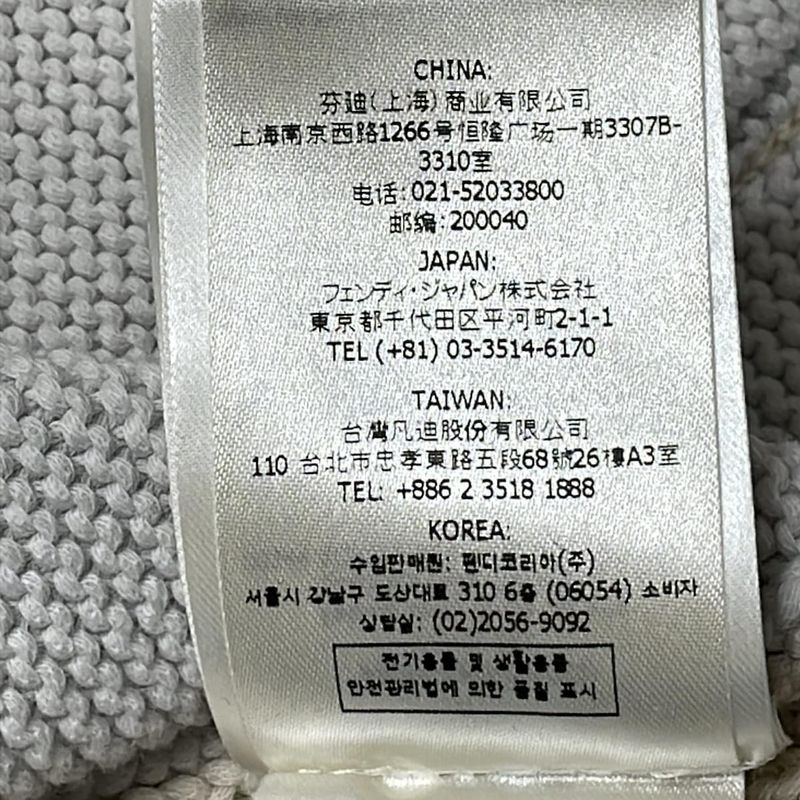 CHINA:
芬迪(上海)商业有限公司
上海南京西路1266号恒隆广场一期3307B-
3310室
电话: 021-52033800
邮编: 200040
JAPAN:
フェンディ・ジャパン株式会社
東京都千代田区平河町2-1-1
TEL (+81) 03-3514-6170
TAIWAN:
台灣凡迪股份有限公司
110 台北市忠孝東路五段68號26樓A3室
TEL: +886 2 3518 1888
KOREA:
수입판매원: 펜디코리아(주)
서울시 강남구 도산대로 310 6층 (06054) 소비자
상담실: (02)2056-9092
전기용품 및 생활용품
안전관리법에 의한 품질 표시